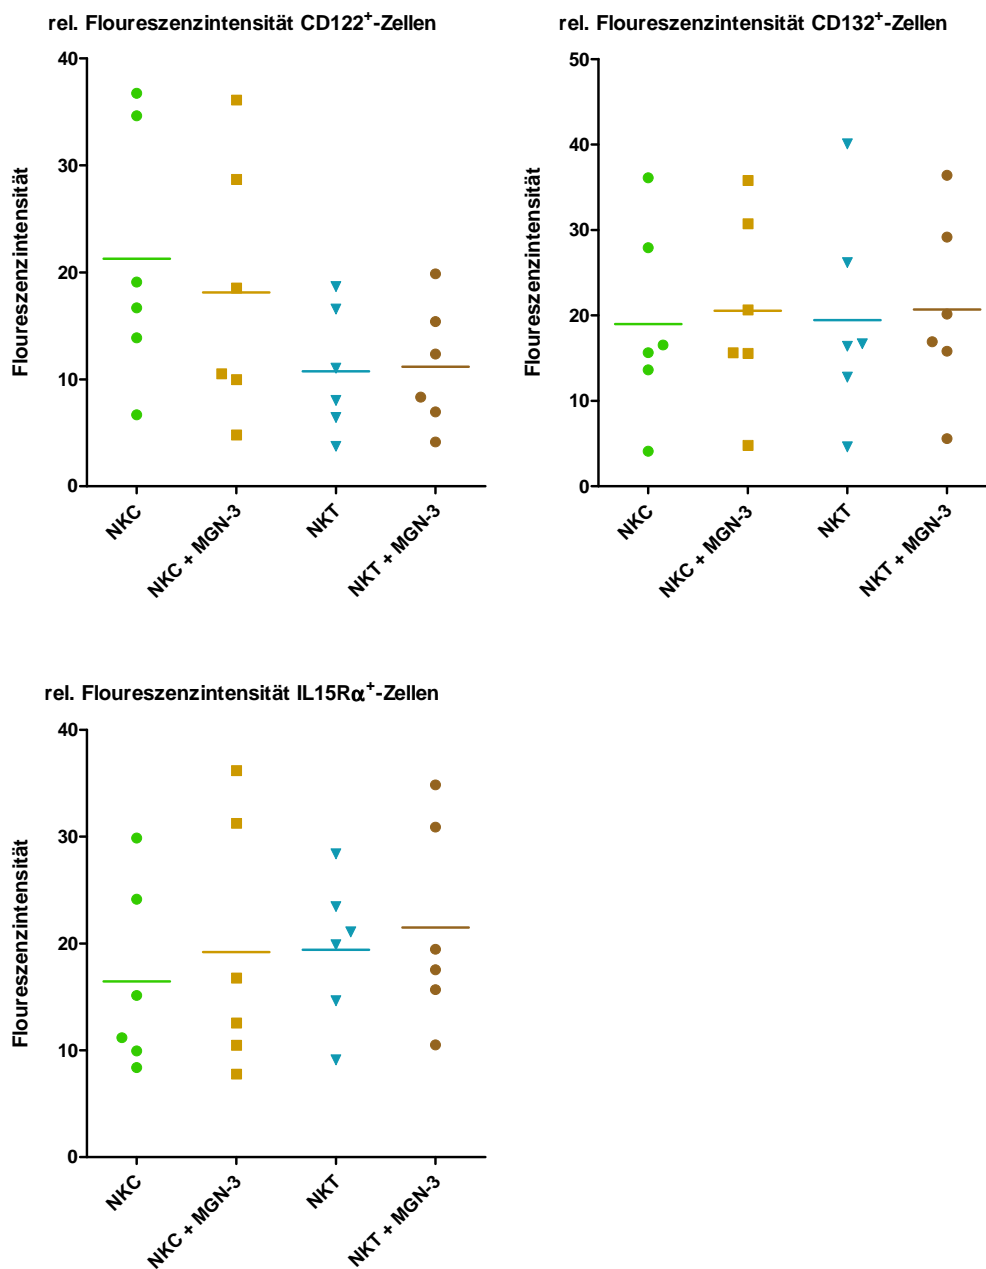 rel. Floureszenzintensität CD122⁺-Zellen
40
30
20
10
0
Floureszenzintensität
NKC
NKC + MGN-3
NKT
NKT + MGN-3
rel. Floureszenzintensität CD132⁺-Zellen
50
40
30
20
10
0
Floureszenzintensität
NKC
NKC + MGN-3
NKT
NKT + MGN-3
rel. Floureszenzintensität IL15Rα⁺-Zellen
40
30
20
10
0
Floureszenzintensität
NKC
NKC + MGN-3
NKT
NKT + MGN-3